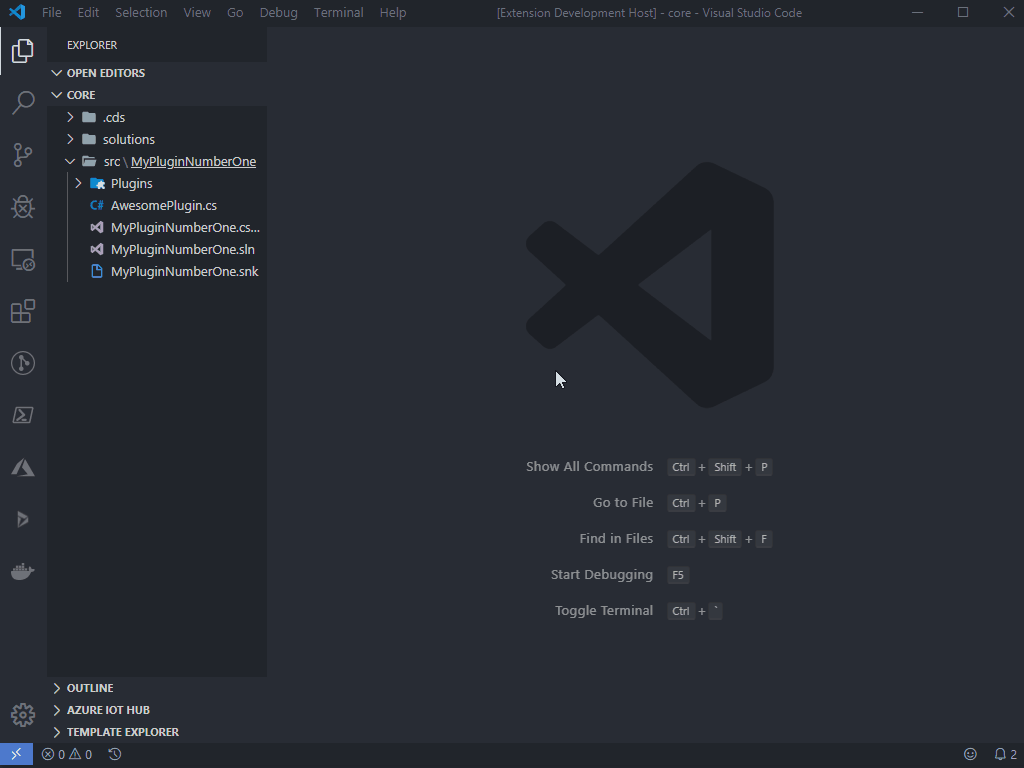 File Edit Selection View Go Debug Terminal Help [Extension Development Host] - core - Visual Studio Code
EXPLORER
OPEN EDITORS
CORE
.cds
solutions
src \ MyPluginNumberOne
Plugins
C# AwesomePlugin.cs
MyPluginNumberOne.cs...
MyPluginNumberOne.sln
MyPluginNumberOne.snk
Show All Commands Ctrl + Shift + P
Go to File Ctrl + P
Find in Files Ctrl + Shift + F
Start Debugging F5
Toggle Terminal Ctrl + `
OUTLINE
AZURE IOT HUB
TEMPLATE EXPLORER
0 0 2